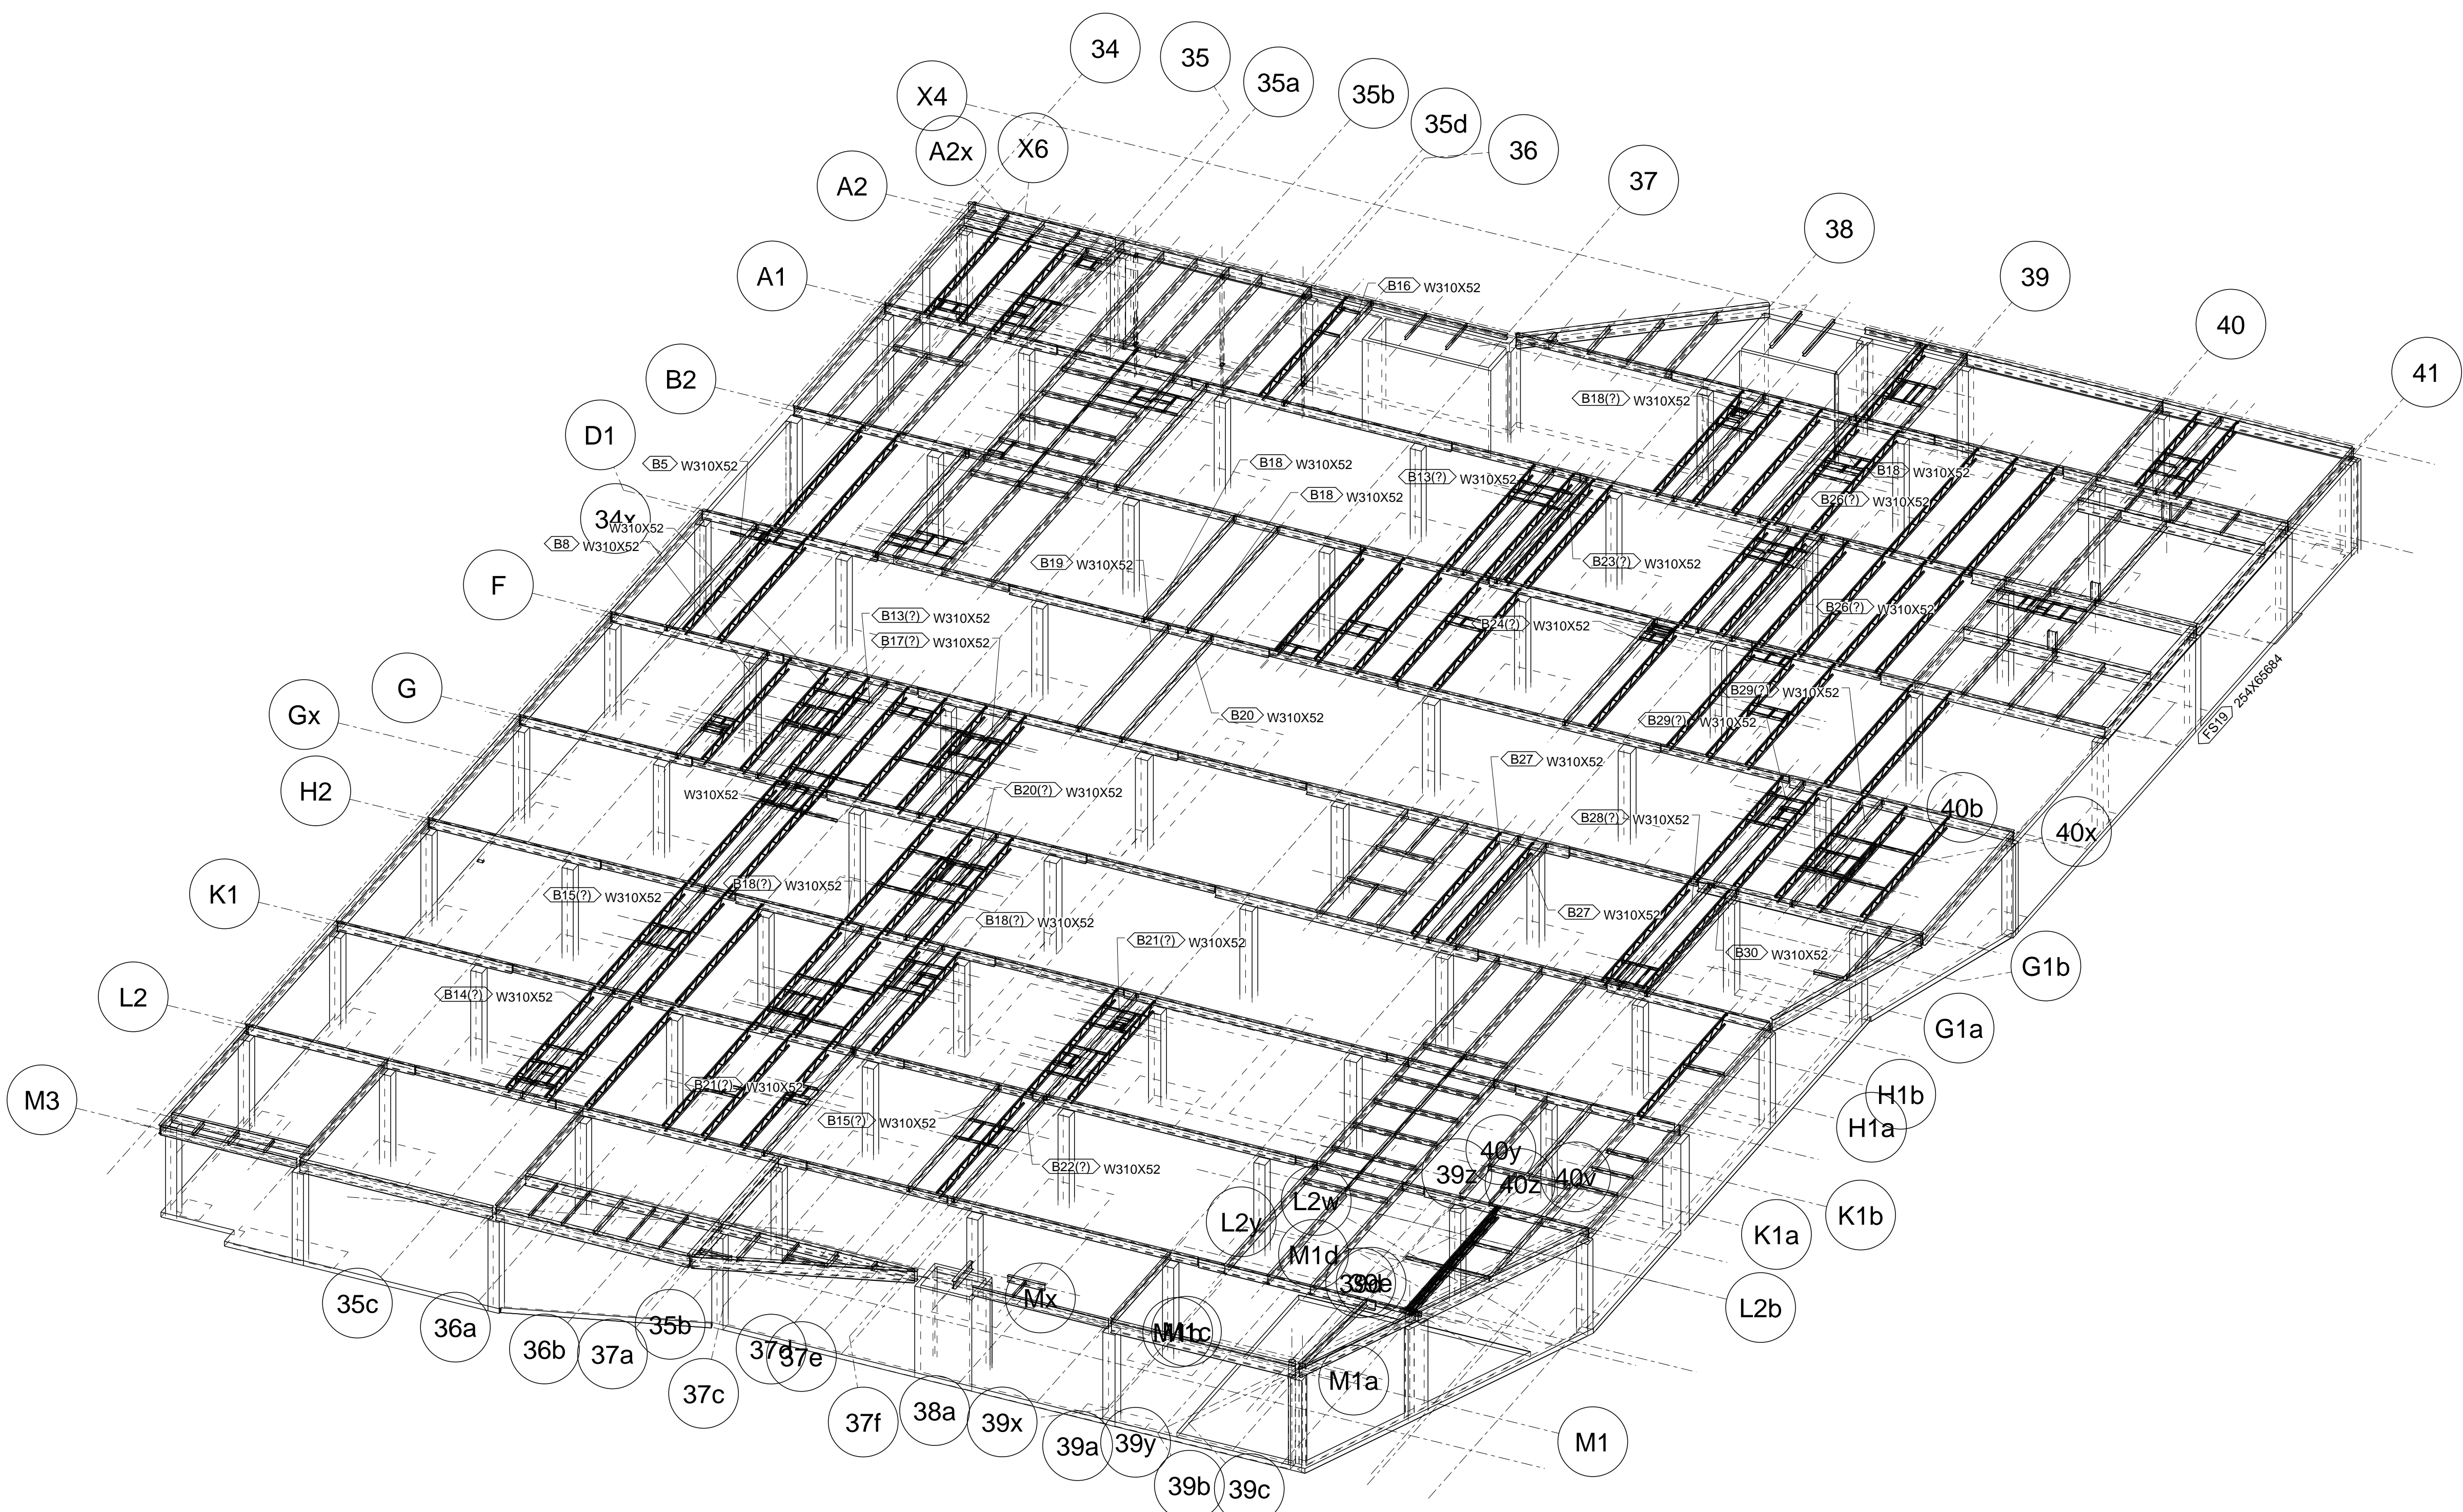 34
35
35a
35b
35d
36
37
38
39
40
41
X4
A2x
X6
A2
A1
B2
D1
34x
F
G
Gx
H2
K1
L2
M3
B16 W310X52
B18(?) W310X52
B5 W310X52
B18 W310X52
B13(?) W310X52
B18 W310X52
B18 W310X52
B26(?) W310X52
W310X52
B8 W310X52
B19 W310X52
B23(?) W310X52
B13(?) W310X52
B17(?) W310X52
B24(?) W310X52
B26(?) W310X52
B29(?) W310X52
B20 W310X52
B29(?) W310X52
FS19 254X65684
B27 W310X52
W310X52
B20(?) W310X52
B28(?) W310X52
40b
40x
B15(?) W310X52
B18(?) W310X52
B18(?) W310X52
B27 W310X52
B21(?) W310X52
B30 W310X52
G1b
B14(?) W310X52
G1a
B21(?) W310X52
H1b
B15(?) W310X52
H1a
B22(?) W310X52
40y
39z
40z
40v
L2w
L2y
K1b
K1a
M1d
39e
Mx
L2b
35c
36a
35b
M1c
36b
37a
37d
37e
37c
M1a
37f
38a
39x
39a
39y
M1
39b
39c